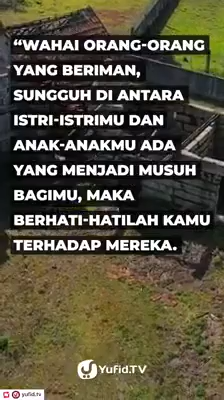 “WAHAI ORANG-ORANG
YANG BERIMAN,
SUNGGUH DI ANTARA
ISTRI-ISTRIMU DAN
ANAK-ANAKMU ADA
YANG MENJADI MUSUH
BAGIMU, MAKA
BERHATI-HATILAH KAMU
TERHADAP MEREKA.
Yufid.TV
yufid.tv